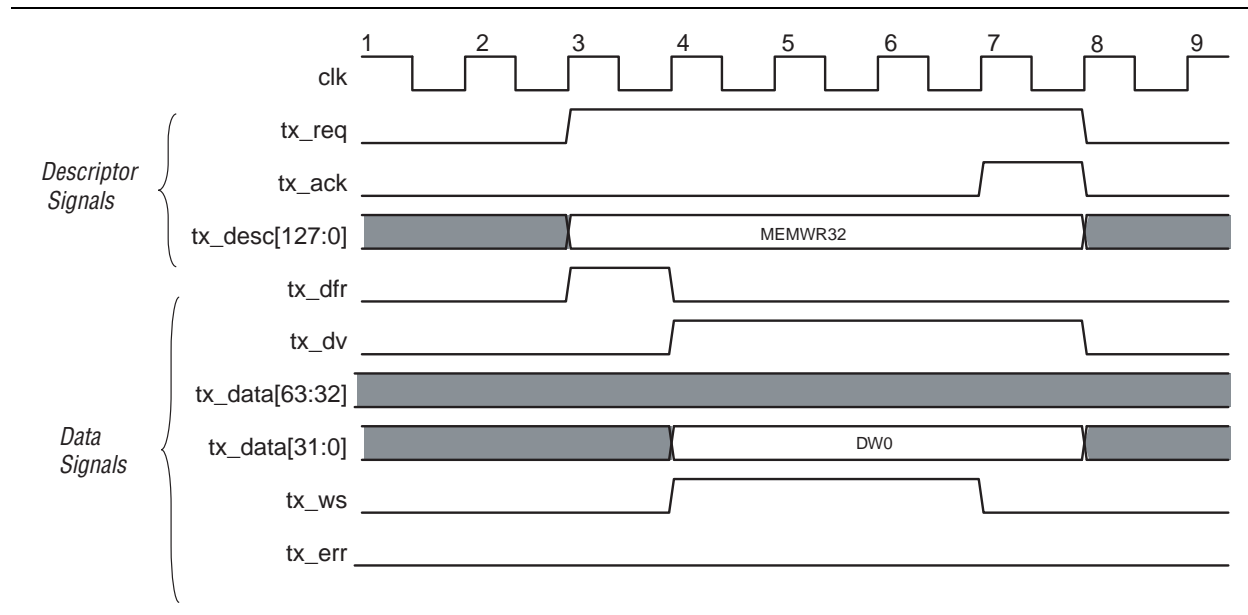 1 2 3 4 5 6 7 8 9
clk
tx_req
Descriptor
Signals
tx_ack
tx_desc[127:0] MEMWR32
tx_dfr
tx_dv
tx_data[63:32]
Data
Signals
tx_data[31:0] DW0
tx_ws
tx_err